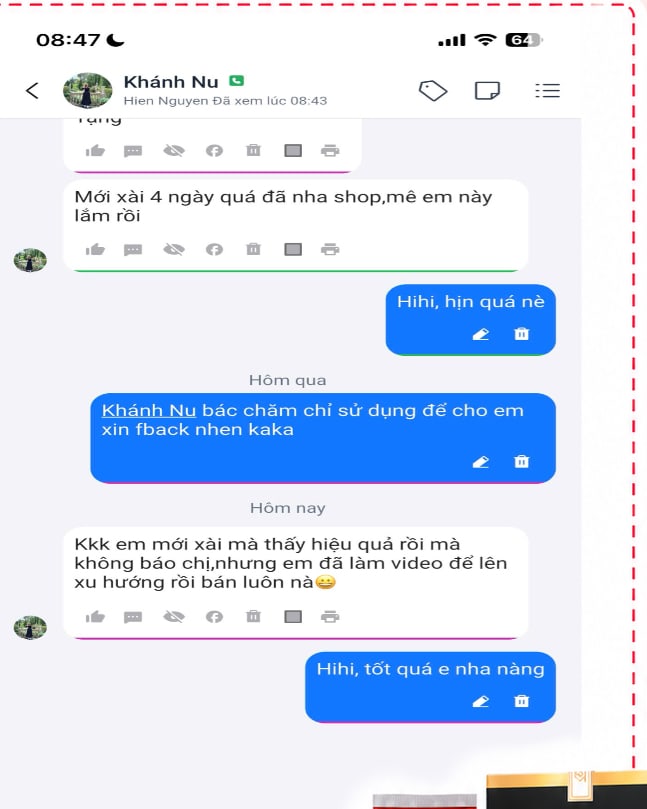 08:47
64
Khánh Nu
Hien Nguyen Đã xem lúc 08:43
Mới xài 4 ngày quá đã nha shop,mê em này
lắm rồi
Hihi, hịn quá nè
Hôm qua
Khánh Nu bác chăm chỉ sử dụng để cho em
xin fback nhen kaka
Hôm nay
Kkk em mới xài mà thấy hiệu quả rồi mà
không báo chị,nhưng em đã làm video để lên
xu hướng rồi bán luôn nà😀
Hihi, tốt quá e nha nàng